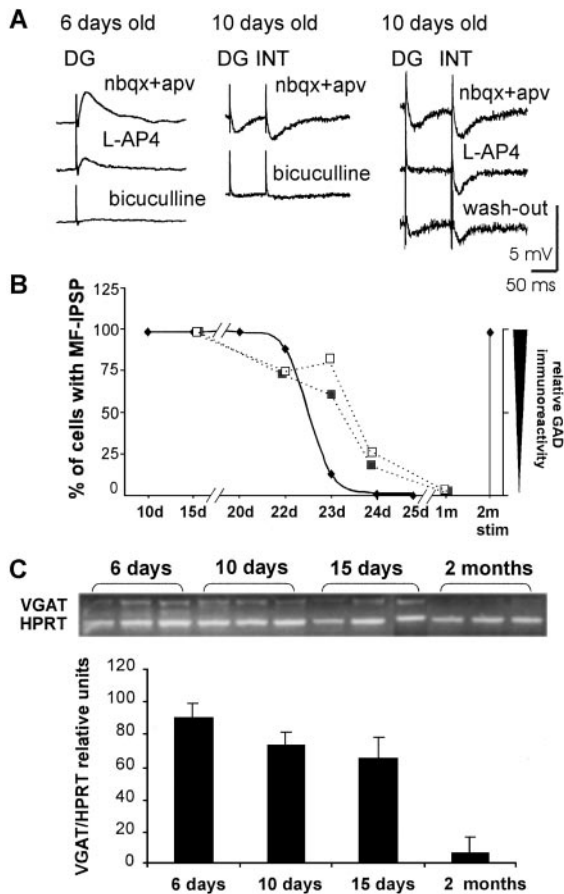 A
6 days old
10 days old
10 days old
DG
nbqx+apv
L-AP4
bicuculline
DG INT
nbqx+apv
bicuculline
DG INT
nbqx+apv
L-AP4
wash-out
5 mV
50 ms
B
% of cells with MF-IPSP
125
100
75
50
25
0
10d 15d 20d 22d 23d 24d 25d 1m 2m
stim
relative GAD
immunoreactivity
C
6 days 10 days 15 days 2 months
VGAT
HPRT
VGAT/HPRT relative units
120
100
80
60
40
20
0
6 days 10 days 15 days 2 months